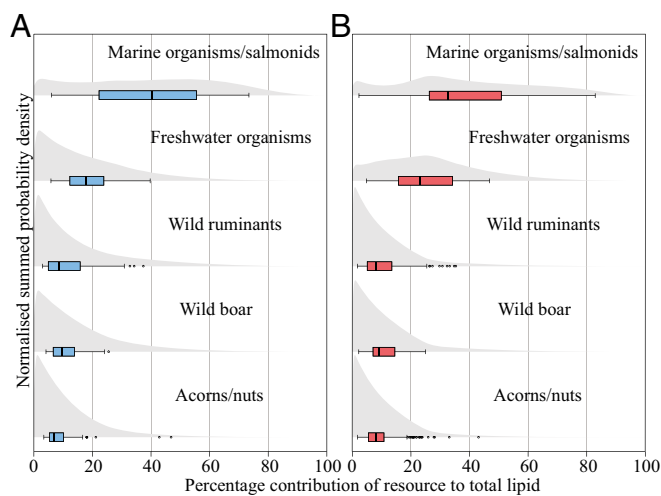 A
B
Normalised summed probability density
Marine organisms/salmonids
Freshwater organisms
Wild ruminants
Wild boar
Acorns/nuts
0 20 40 60 80 100
Marine organisms/salmonids
Freshwater organisms
Wild ruminants
Wild boar
Acorns/nuts
0 20 40 60 80 100
Percentage contribution of resource to total lipid